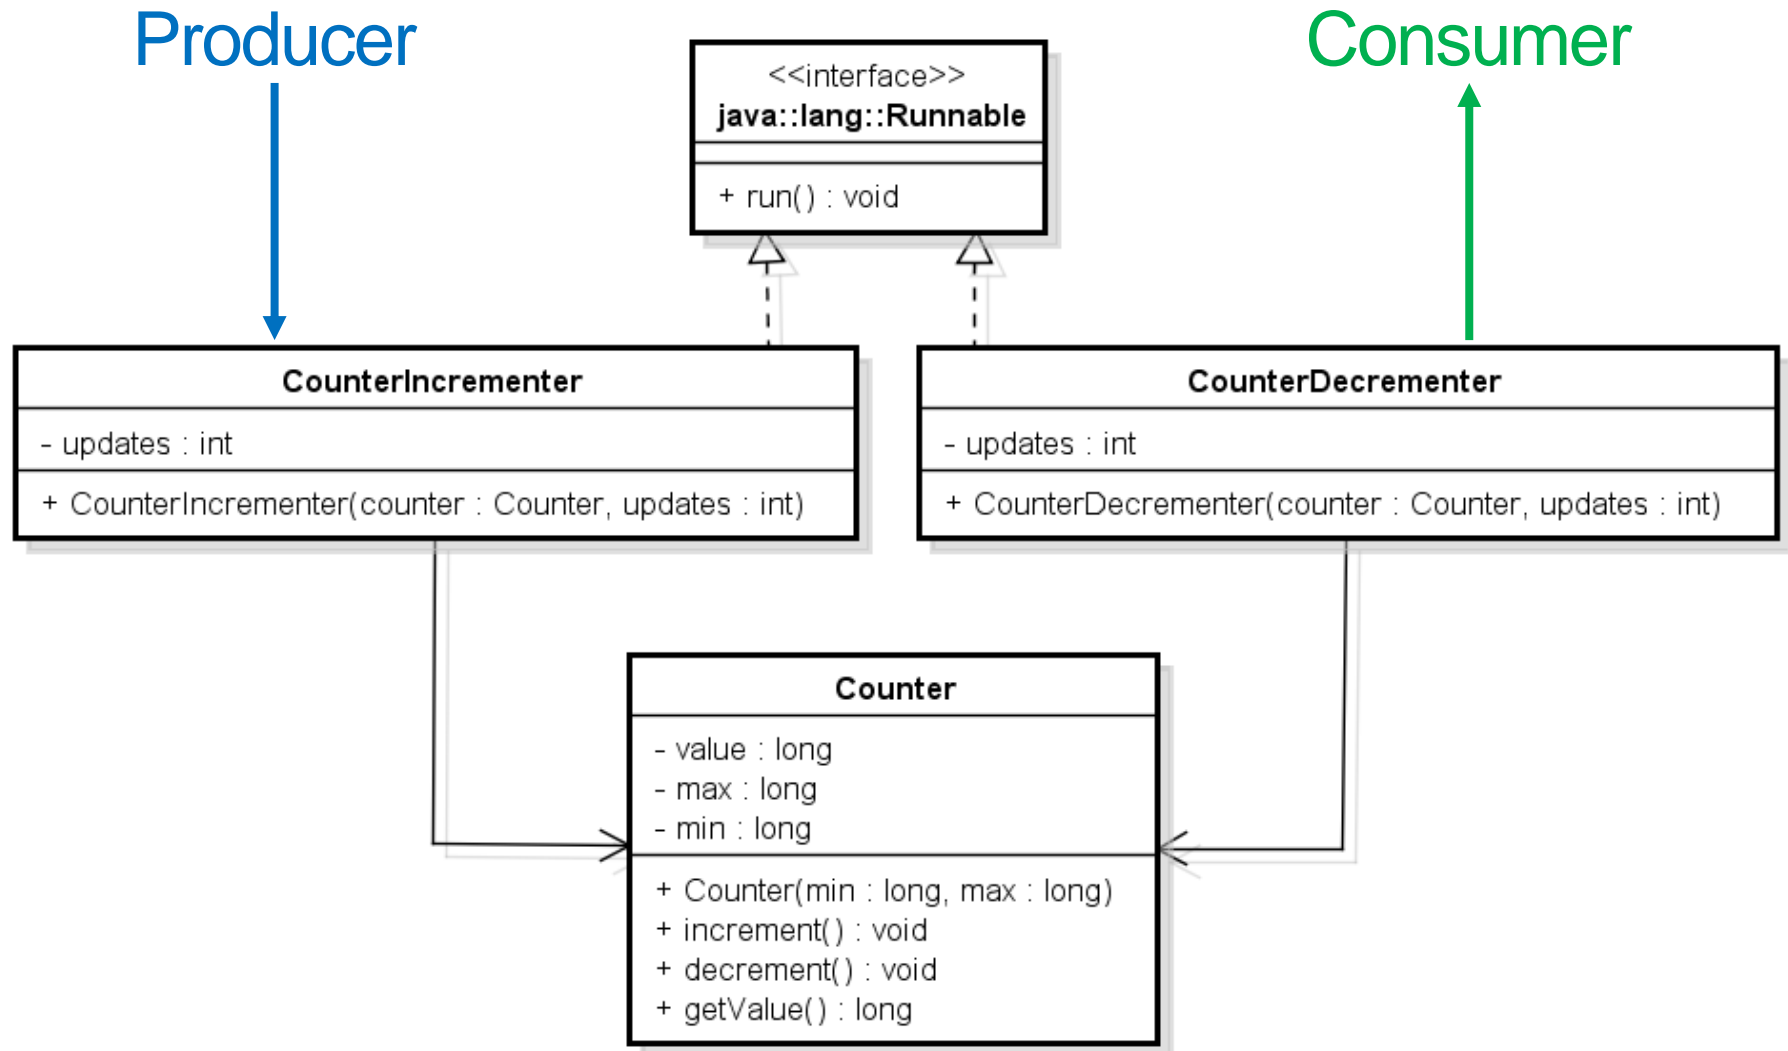 Producer
Consumer
<<interface>>
java::lang::Runnable
+ run() : void
CounterIncrementer
- updates : int
+ CounterIncrementer(counter : Counter, updates : int)
CounterDecrementer
- updates : int
+ CounterDecrementer(counter : Counter, updates : int)
Counter
- value : long
- max : long
- min : long
+ Counter(min : long, max : long)
+ increment() : void
+ decrement() : void
+ getValue() : long